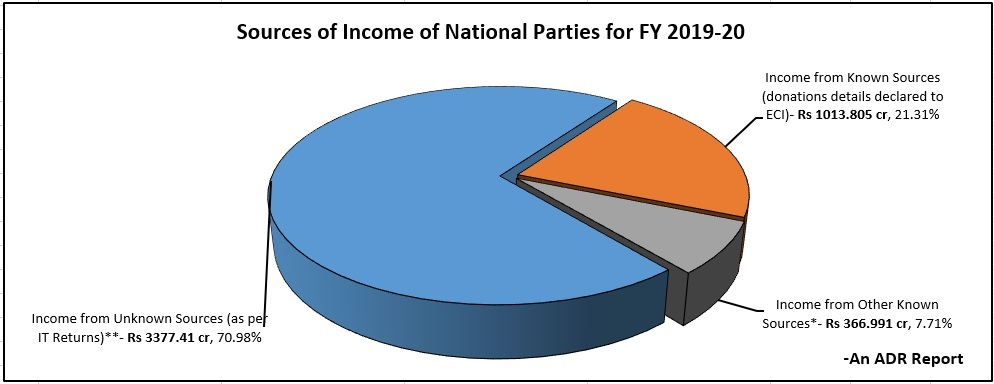 Sources of Income of National Parties for FY 2019-20
Income from Known Sources
(donations details declared to
ECI)- Rs 1013.805 cr, 21.31%
Income from Unknown Sources (as per
IT Returns)**- Rs 3377.41 cr, 70.98%
Income from Other Known
Sources*- Rs 366.991 cr, 7.71%
-An ADR Report